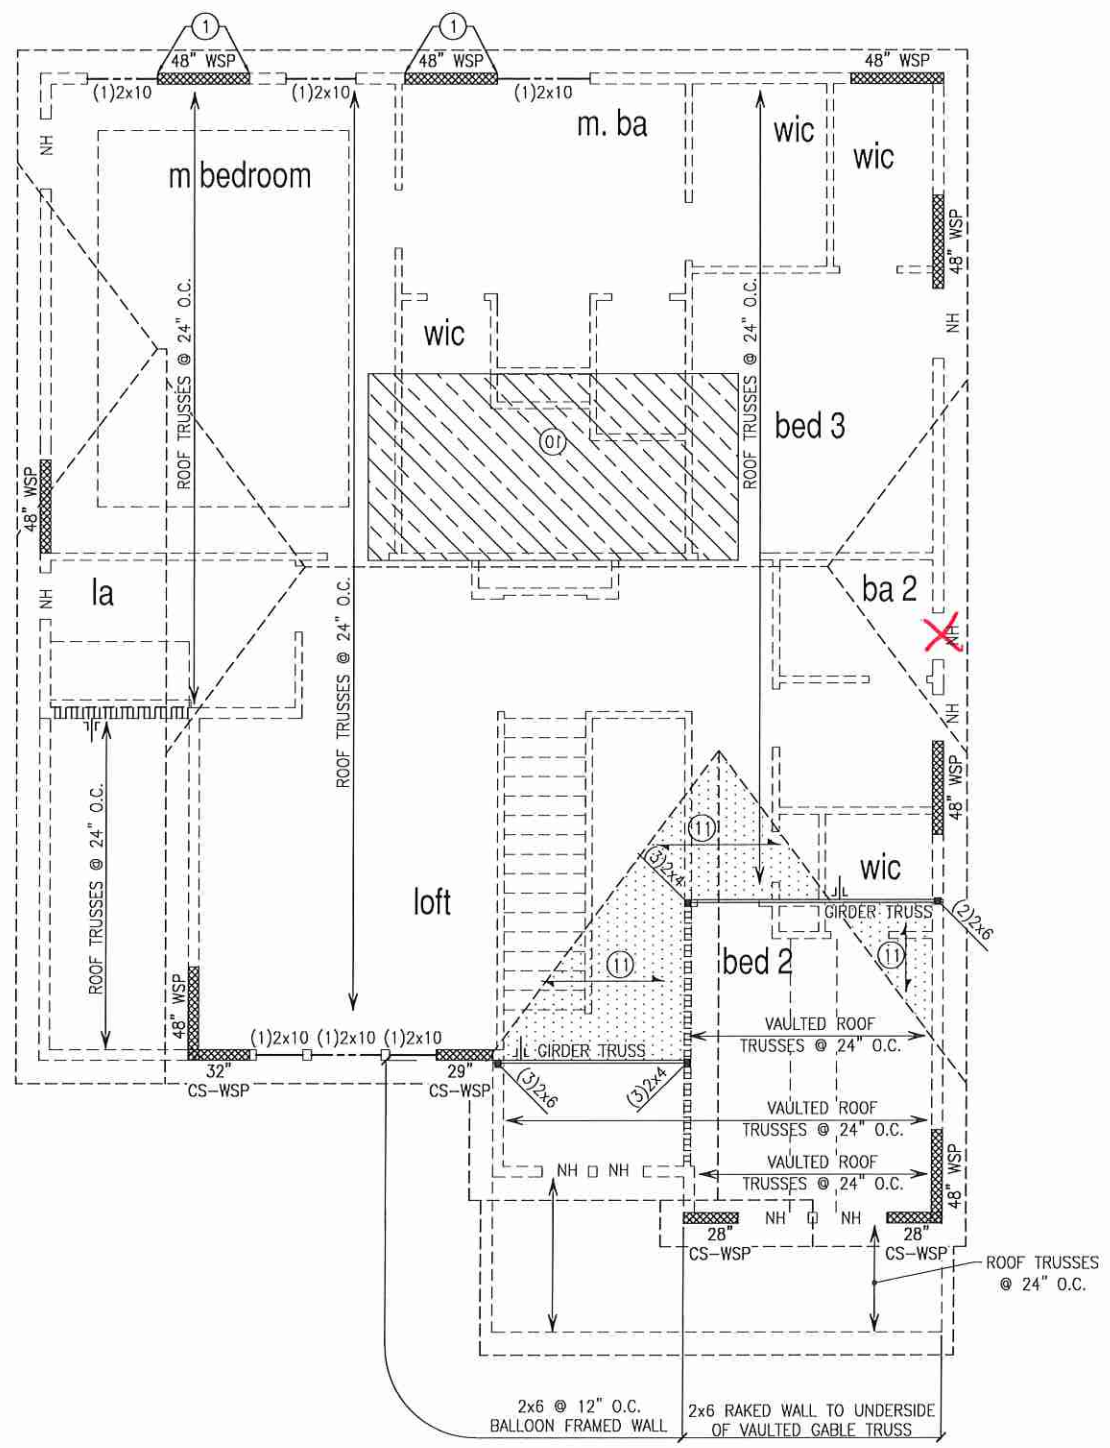 1
1
48" WSP
48" WSP
48" WSP
(1)2x10
(1)2x10
(1)2x10
m. ba
wic
wic
NH
m bedroom
48" WSP
ROOF TRUSSES @ 24" O.C.
ROOF TRUSSES @ 24" O.C.
NH
wic
bed 3
10
48" WSP
la
NH
ROOF TRUSSES @ 24" O.C.
ba 2
NH
NH
48" WSP
ROOF TRUSSES @ 24" O.C.
11
(3)2x4
wic
loft
GIRDER TRUSS
(2)2x6
bed 2
11
11
48" WSP
VAULTED ROOF
TRUSSES @ 24" O.C.
(1)2x10
(1)2x10
(1)2x10
GIRDER TRUSS
32"
CS-WSP
29"
CS-WSP
(3)2x6
(3)2x4
VAULTED ROOF
TRUSSES @ 24" O.C.
NH
NH
VAULTED ROOF
TRUSSES @ 24" O.C.
48" WSP
NH
NH
28"
CS-WSP
28"
CS-WSP
ROOF TRUSSES
@ 24" O.C.
2x6 @ 12" O.C.
BALLOON FRAMED WALL
2x6 RAKED WALL TO UNDERSIDE
OF VAULTED GABLE TRUSS